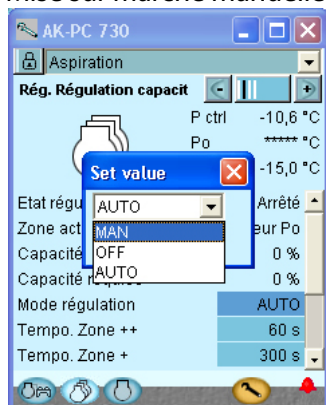 AK-PC 730
Aspiration
Rég. Régulation capacit
P ctrl -10,6 °C
Po ***** °C
-15,0 °C
Set value
AUTO
MAN
OFF
AUTO
Etat régu Arrêté
Zone act eur Po
Capacité 0 %
Capacité 0 %
Mode régulation AUTO
Tempo. Zone ++ 60 s
Tempo. Zone + 300 s